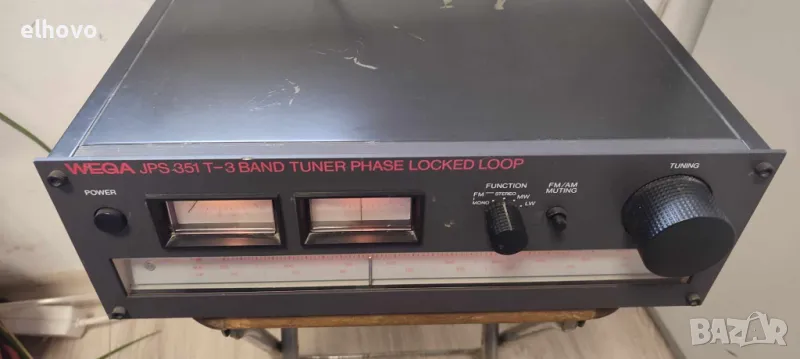 elhovo
WEGA JPS 351 T-3 BAND TUNER PHASE LOCKED LOOP
TUNING
POWER
FUNCTION
FM STEREO
MONO
MW
LW
FM/AM
MUTING
BAZAR